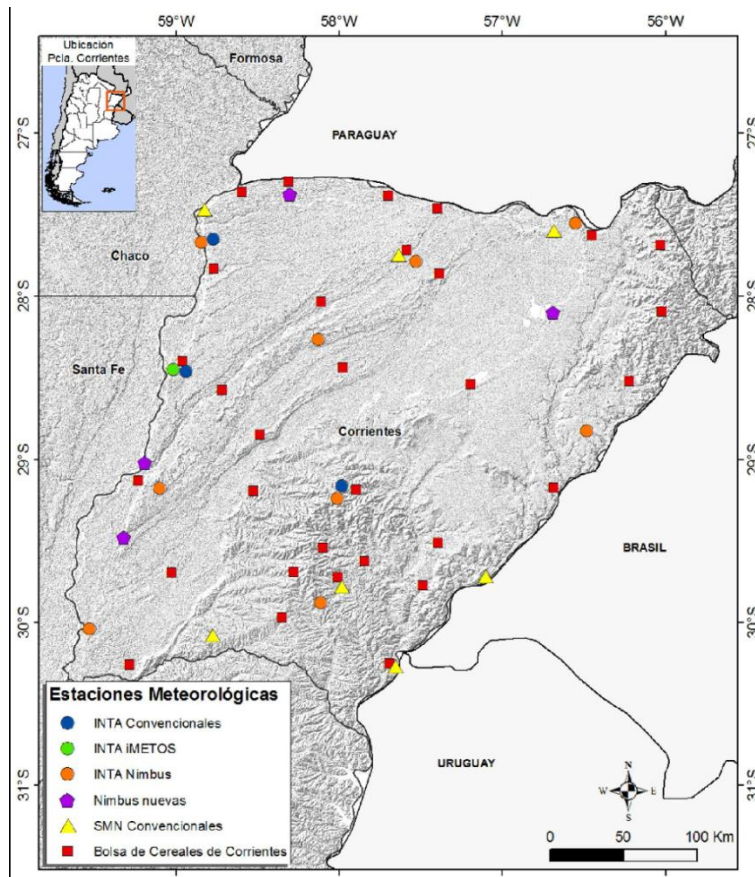 59°W 58°W 57°W 56°W
Ubicación
Pcia. Corrientes
Formosa
27°S 27°S
PARAGUAY
Chaco
28°S 28°S
Santa Fe
Corrientes
29°S 29°S
BRASIL
30°S 30°S
Estaciones Meteorológicas
INTA Convencionales
INTA iMETOS
INTA Nimbus
Nimbus nuevas
SMN Convencionales
Bolsa de Cereales de Corrientes
URUGUAY
31°S 31°S
N
W E
S
0 50 100 Km